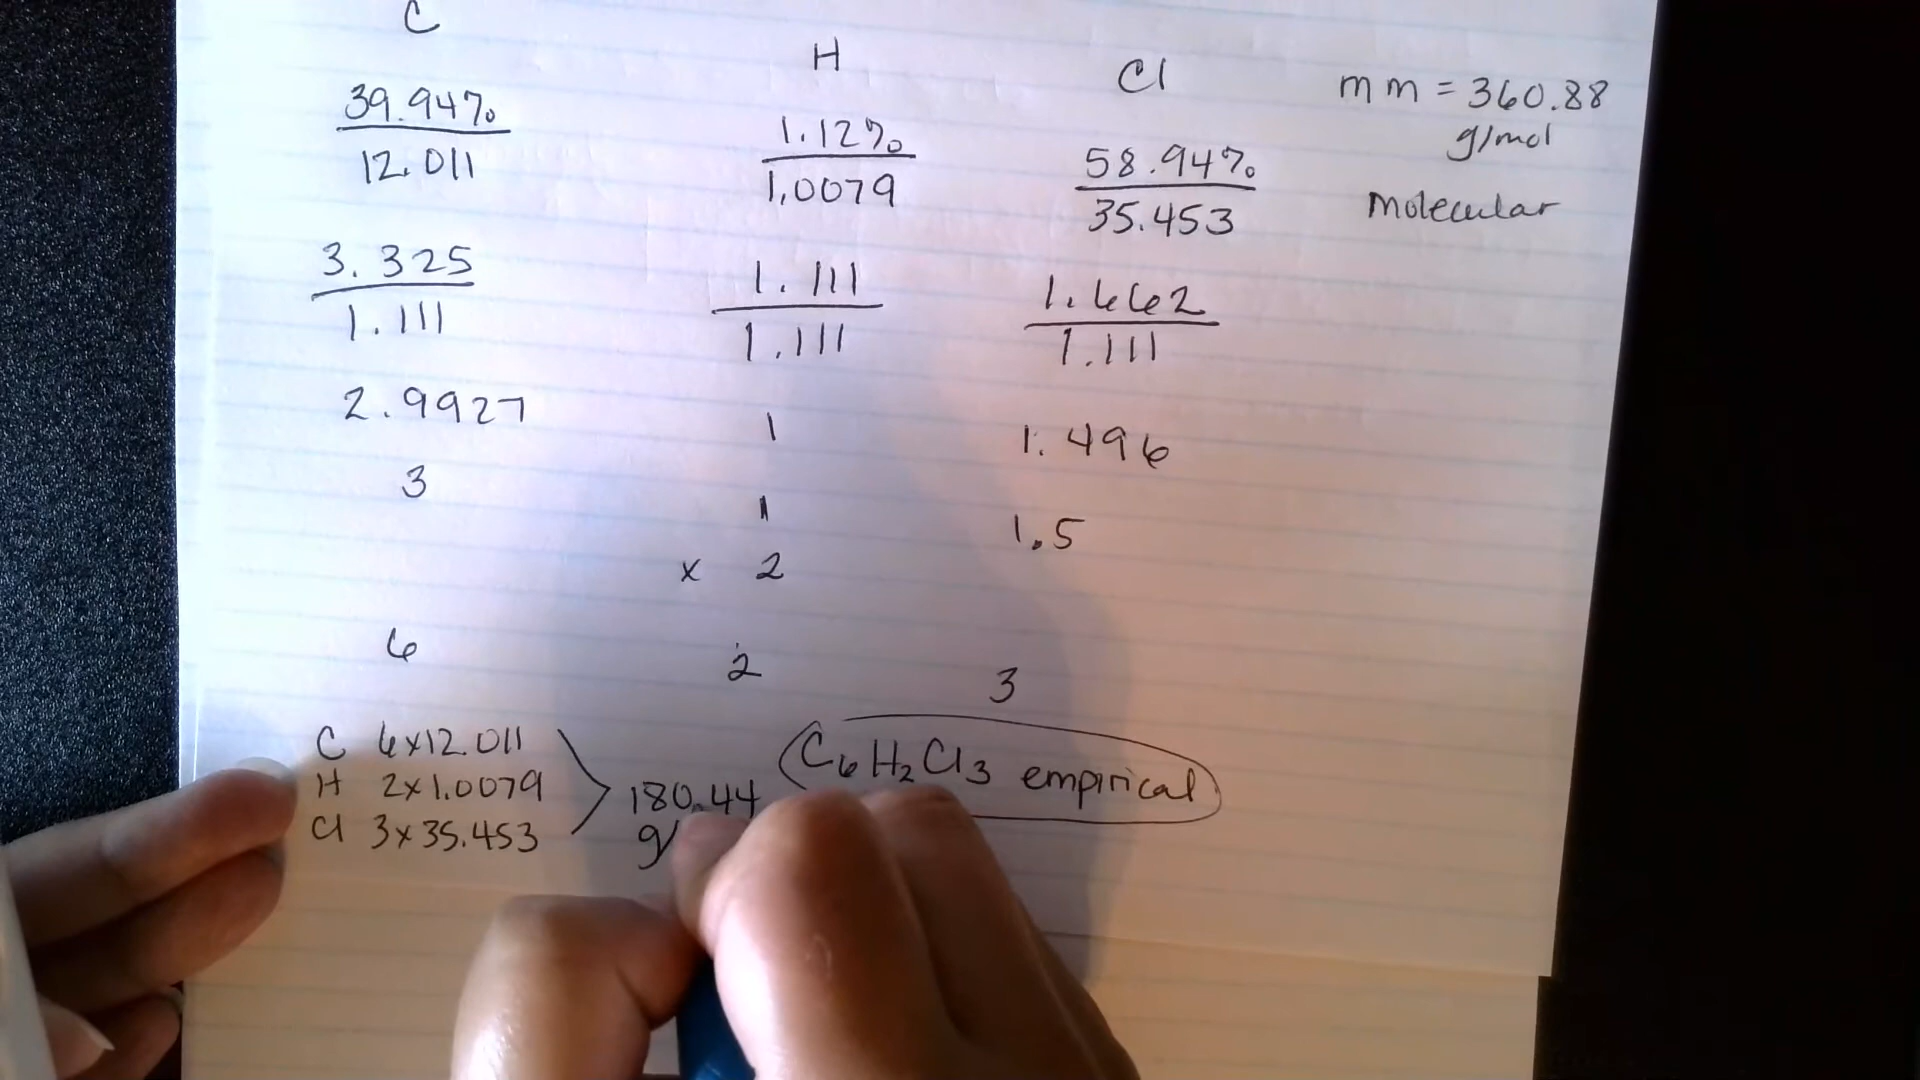 C H Cl mm = 360.88
g/mol
39.94% 1.12% 58.94%
12.011 1.0079 35.453 Molecular
3.325 1.111 1.662
1.111 1.111 1.111
2.9927 1 1.496
3 1 1.5
x 2
6 2 3
C 6x12.011 C6H2Cl3 empirical
H 2x1.0079 180.44
Cl 3x35.453 g/